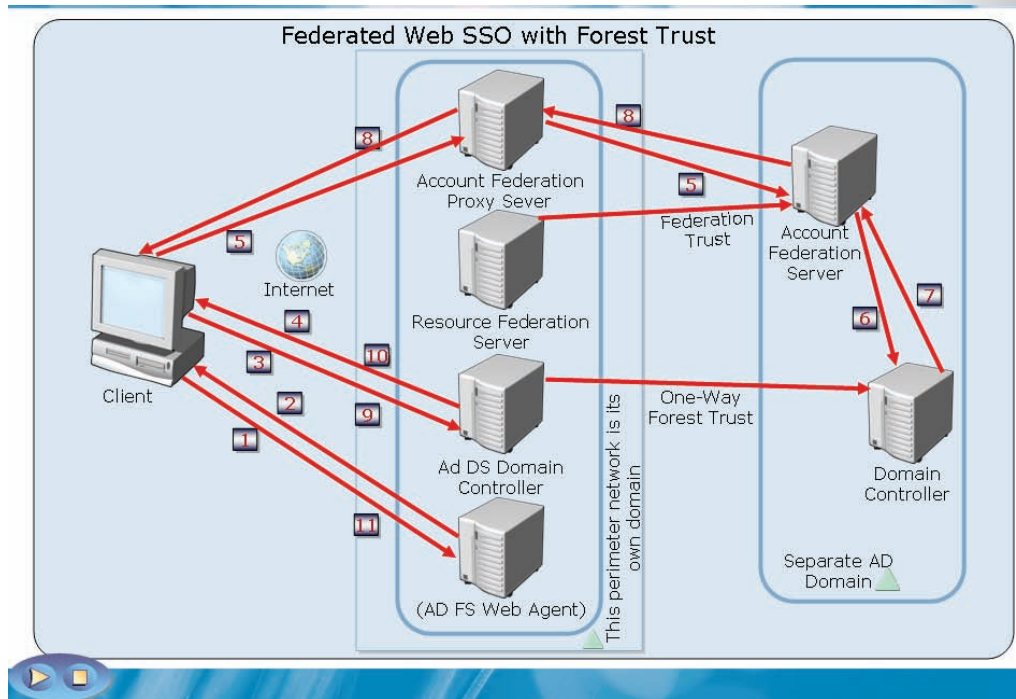 Federated Web SSO with Forest Trust
8
8
Account Federation
Proxy Sever
5
5
Federation
Trust
Account
Federation
Server
Internet
Resource Federation
Server
4
3
10
6
7
Client
2
1
9
One-Way
Forest Trust
Ad DS Domain
Controller
Domain
Controller
11
(AD FS Web Agent)
This perimeter network is its
own domain
Separate AD
Domain